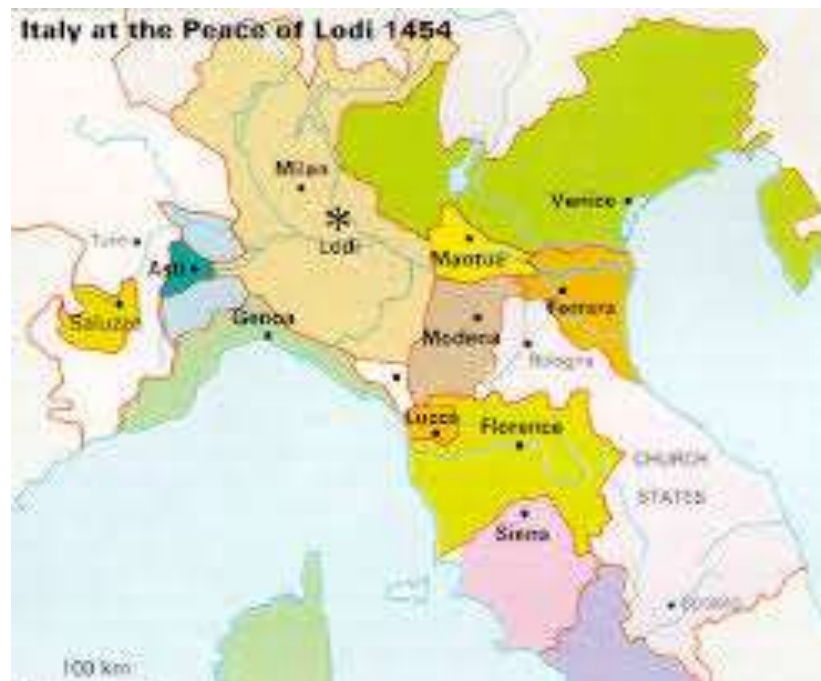 Italy at the Peace of Lodi 1454
Milan
Venice
Turin
Lodi
Asti
Mantua
Saluzzo
Genoa
Ferrara
Modena
Bologna
Lucca
Florence
CHURCH
STATES
Siena
100 km